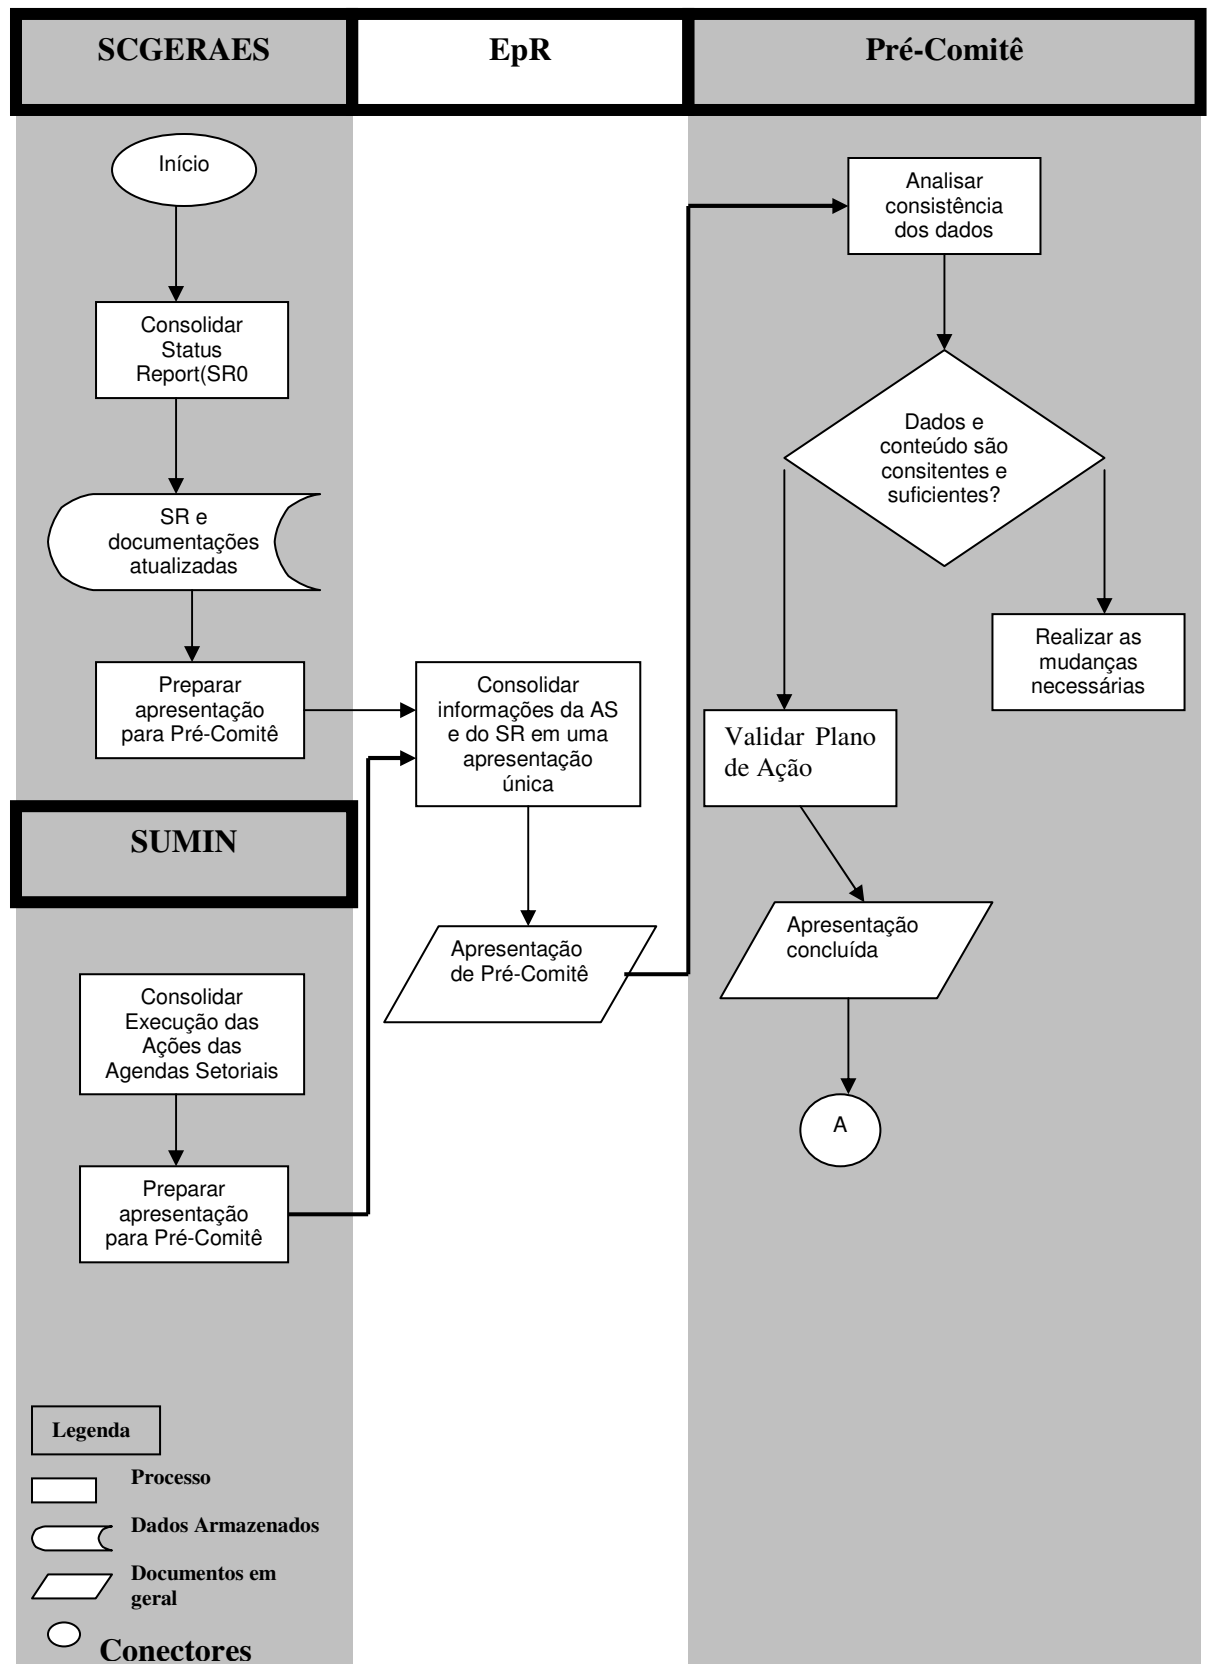 SCGERAES
EpR
Pré-Comitê
Início
Consolidar
Status
Report(SR0
SR e
documentações
atualizadas
Preparar
apresentação
para Pré-Comitê
SUMIN
Consolidar
Execução das
Ações das
Agendas Setoriais
Preparar
apresentação
para Pré-Comitê
Consolidar
informações da AS
e do SR em uma
apresentação
única
Apresentação
de Pré-Comitê
Analisar
consistência
dos dados
Dados e
conteúdo são
consitentes e
suficientes?
Realizar as
mudanças
necessárias
Validar Plano
de Ação
Apresentação
concluída
A
Legenda
Processo
Dados Armazenados
Documentos em
geral
Conectores